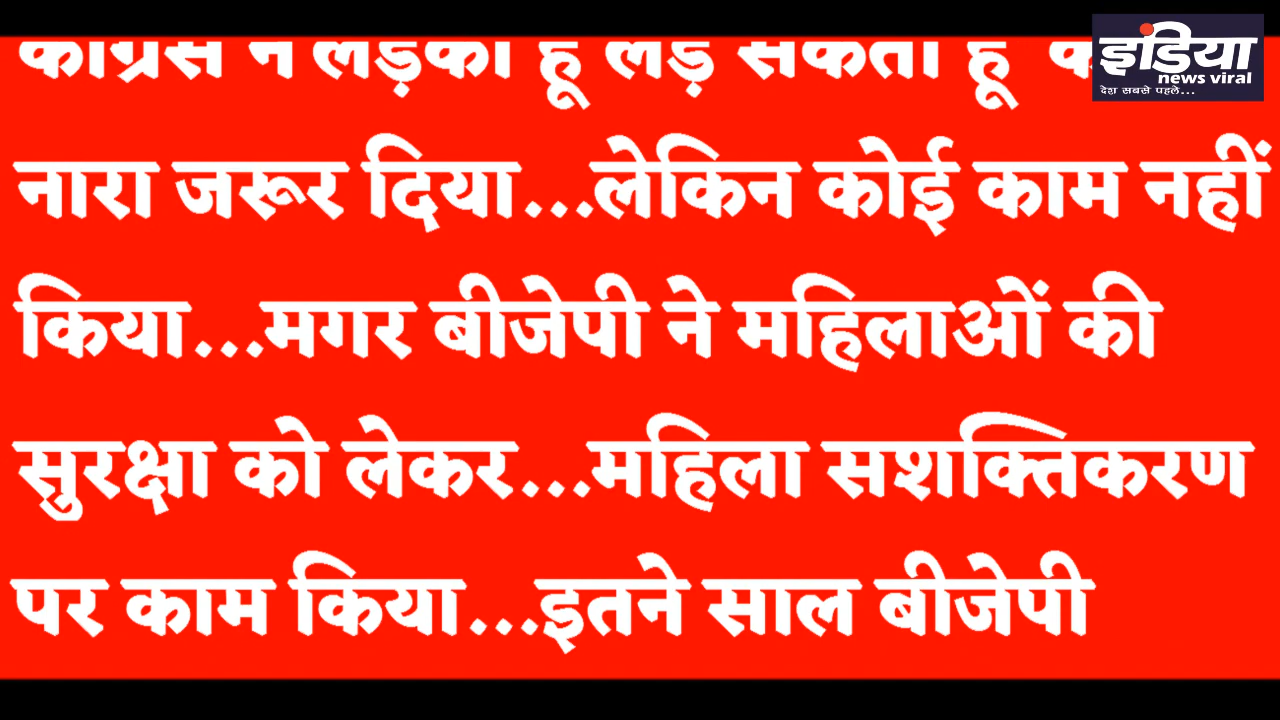 कांग्रेस ने लड़की हूं लड़ सकती हूं
इंडिया
news viral
देश सबसे पहले...
नारा जरूर दिया...लेकिन कोई काम नहीं
किया...मगर बीजेपी ने महिलाओं की
सुरक्षा को लेकर...महिला सशक्तिकरण
पर काम किया...इतने साल बीजेपी